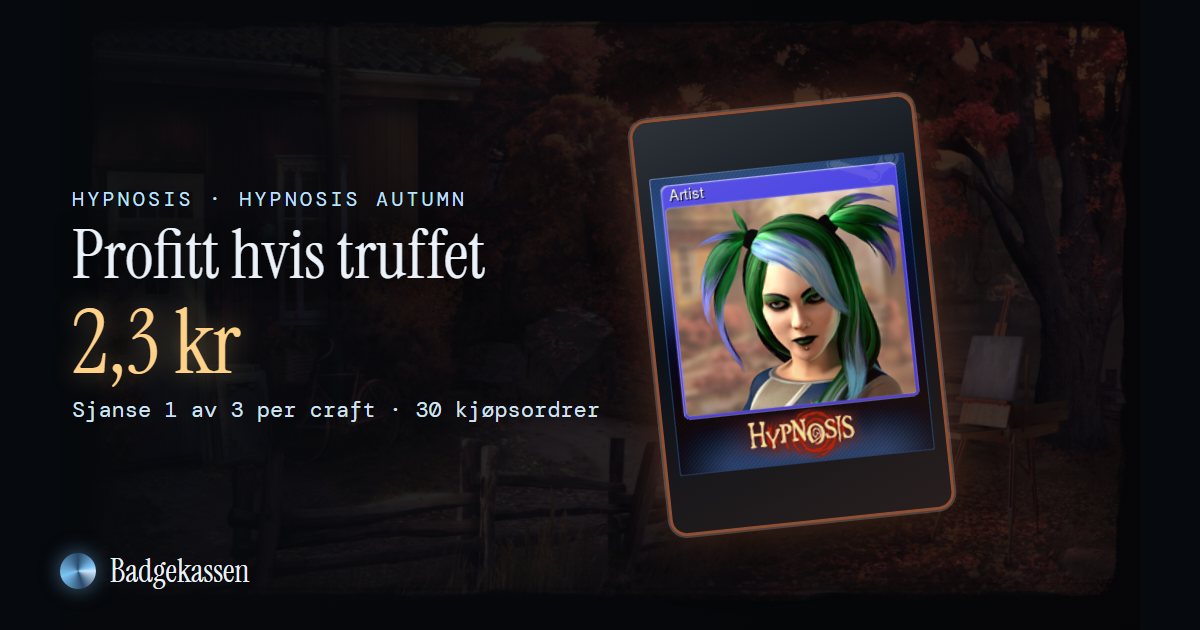 HYPNOSIS · HYPNOSIS AUTUMN
Profitt hvis truffet
2,3 kr
Sjanse 1 av 3 per craft · 30 kjøpsordrer
Artist
HYPNOSIS
Badgekassen